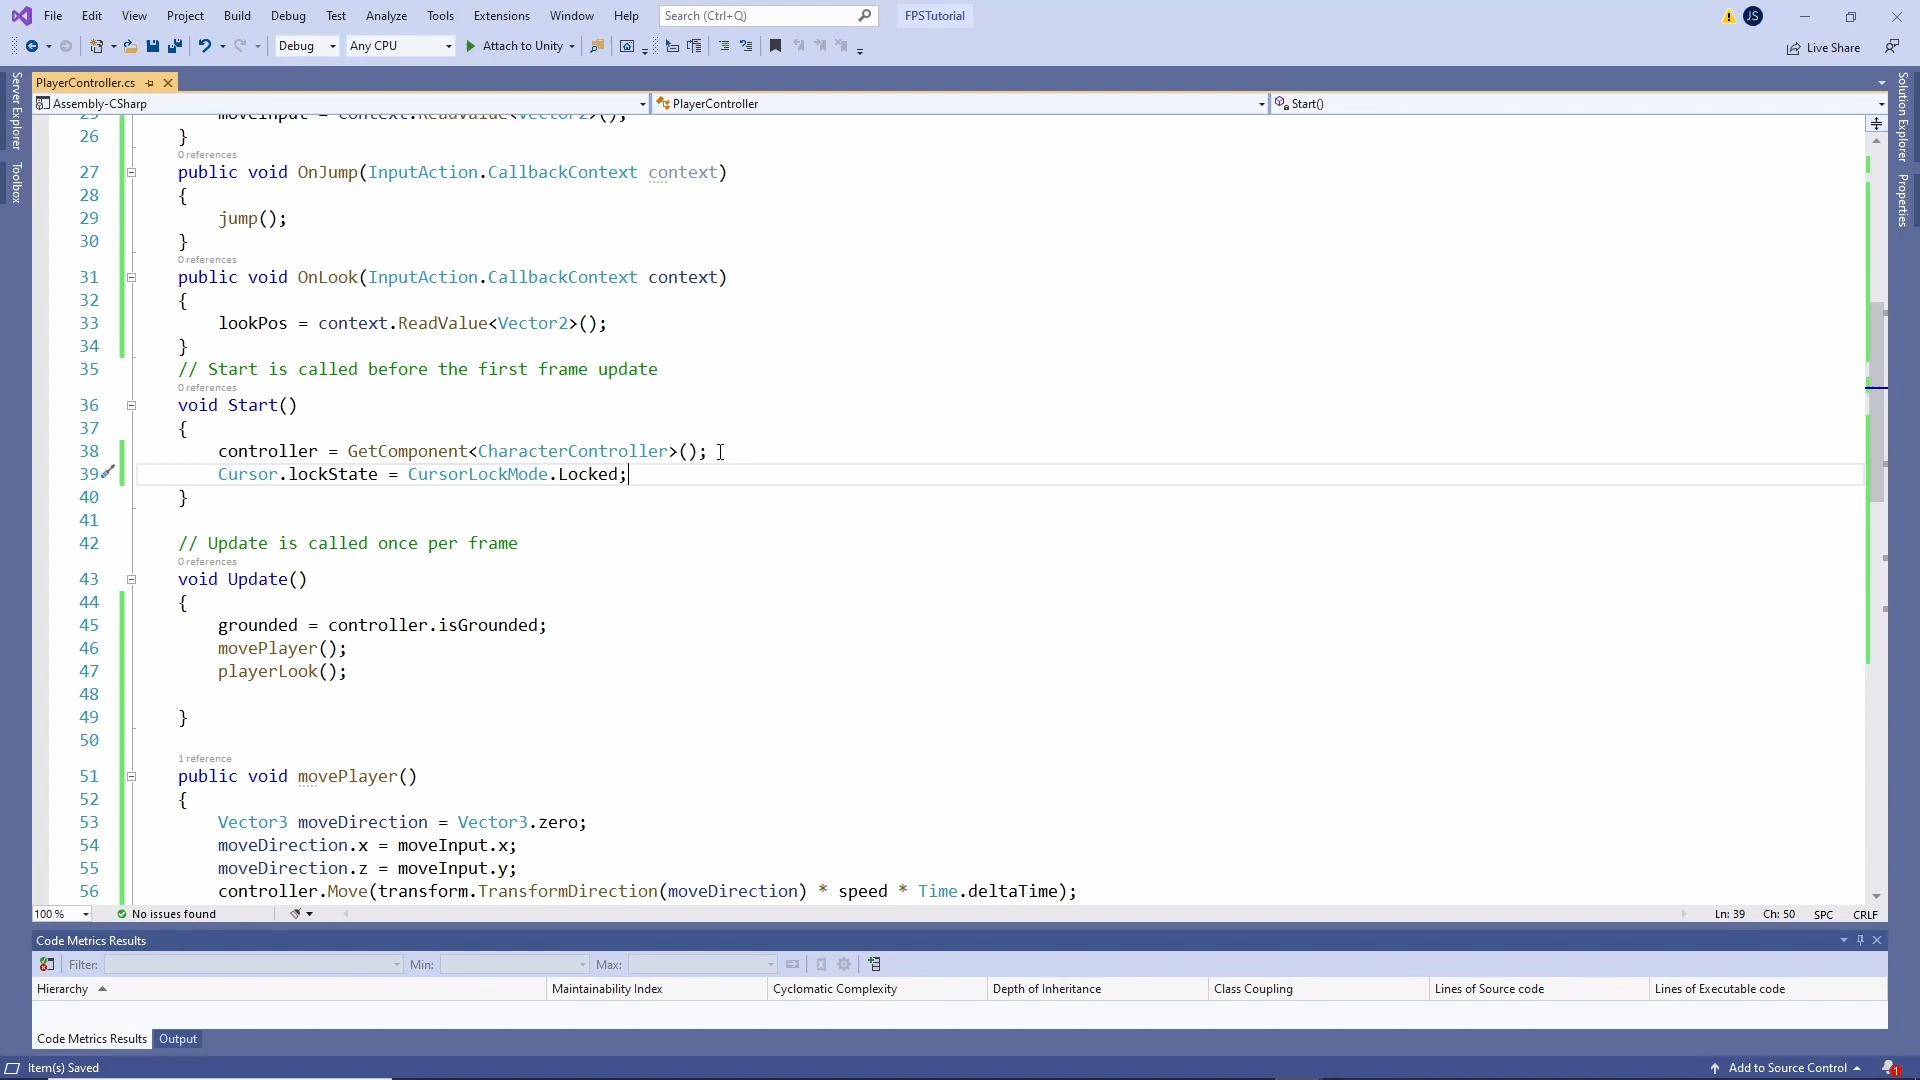 File Edit View Project Build Debug Test Analyze Tools Extensions Window Help Search (Ctrl+Q) FPSTutorial JS
Debug Any CPU Attach to Unity Live Share
PlayerController.cs
Assembly-CSharp PlayerController Start()
Server Explorer
Toolbox
Solution Explorer
Properties
25 moveInput = context.ReadValue<Vector2>();
26 }
0 references
27 public void OnJump(InputAction.CallbackContext context)
28 {
29 jump();
30 }
0 references
31 public void OnLook(InputAction.CallbackContext context)
32 {
33 lookPos = context.ReadValue<Vector2>();
34 }
35 // Start is called before the first frame update
0 references
36 void Start()
37 {
38 controller = GetComponent<CharacterController>();
39 Cursor.lockState = CursorLockMode.Locked;
40 }
41
42 // Update is called once per frame
0 references
43 void Update()
44 {
45 grounded = controller.isGrounded;
46 movePlayer();
47 playerLook();
48
49 }
50
1 reference
51 public void movePlayer()
52 {
53 Vector3 moveDirection = Vector3.zero;
54 moveDirection.x = moveInput.x;
55 moveDirection.z = moveInput.y;
56 controller.Move(transform.TransformDirection(moveDirection) * speed * Time.deltaTime);
100 % No issues found Ln: 39 Ch: 50 SPC CRLF
Code Metrics Results
Filter: Min: Max:
Hierarchy Maintainability Index Cyclomatic Complexity Depth of Inheritance Class Coupling Lines of Source code Lines of Executable code
Code Metrics Results Output
Item(s) Saved Add to Source Control 1